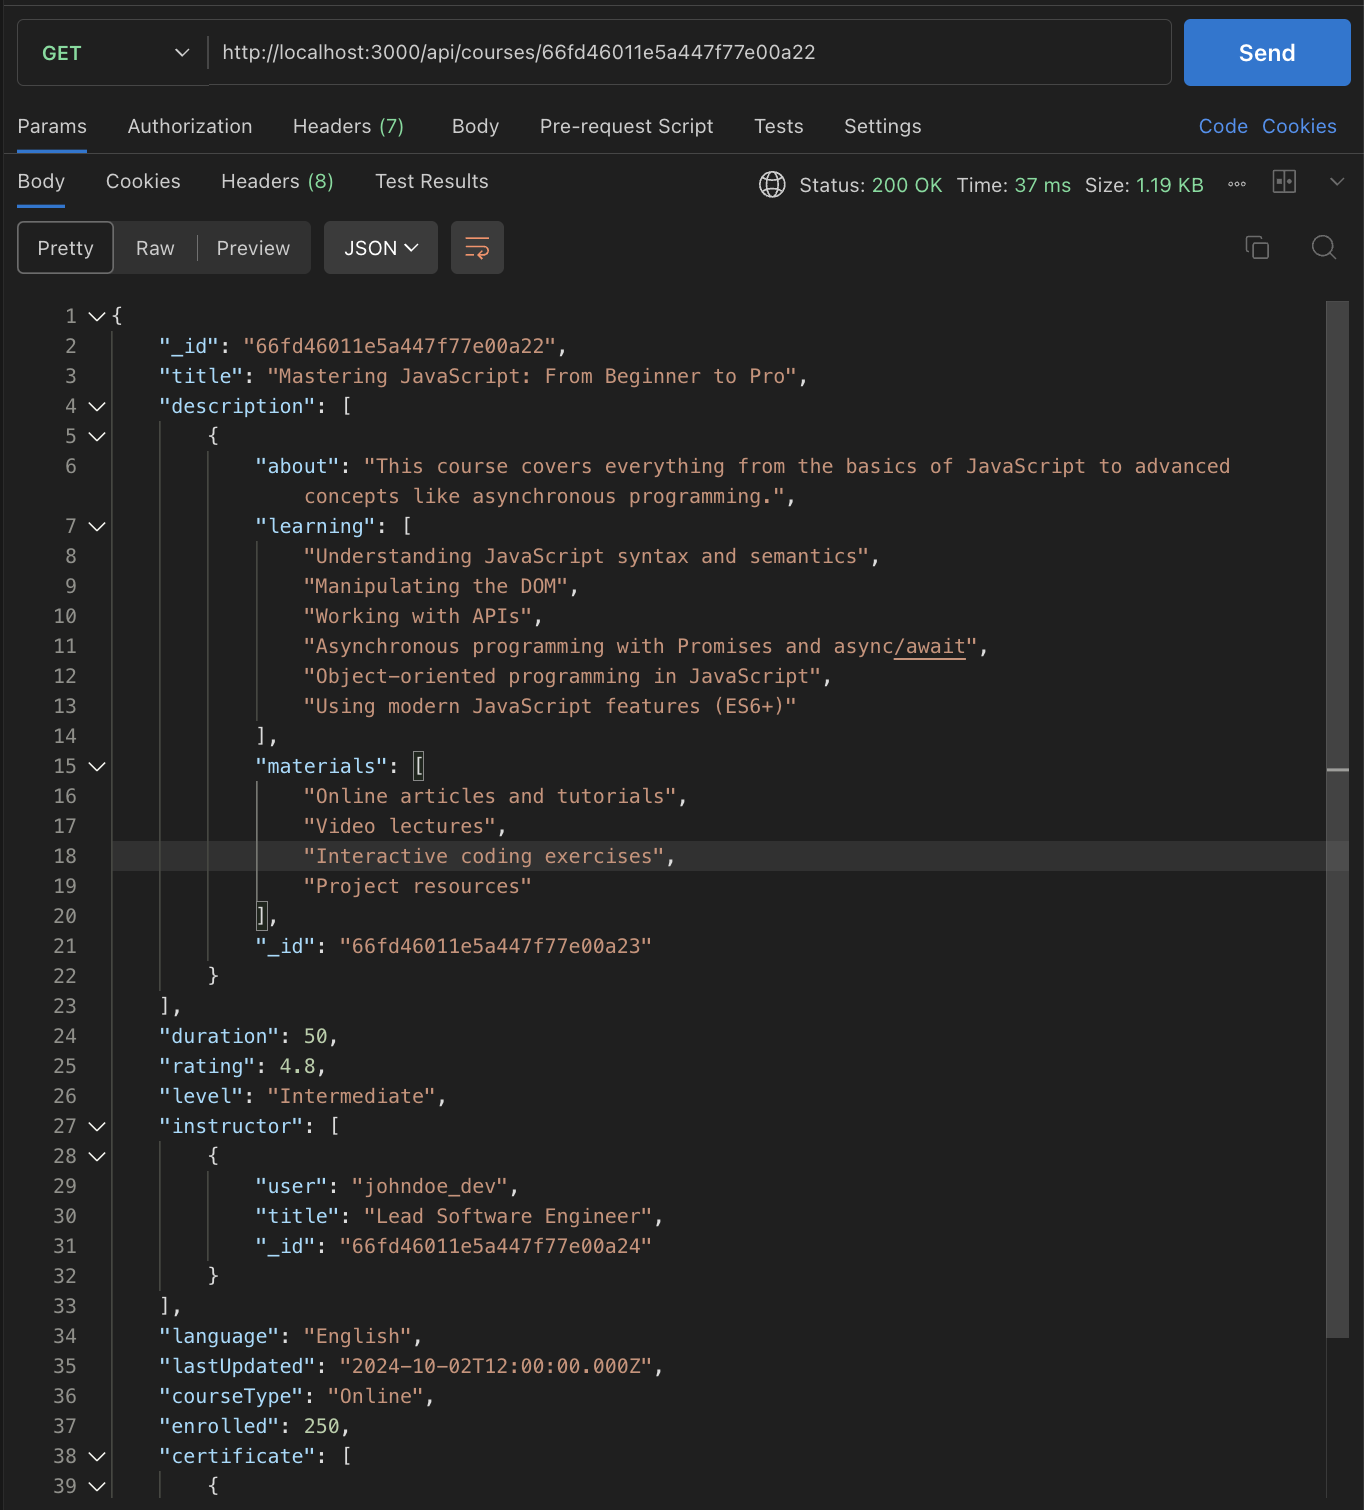 GET http://localhost:3000/api/courses/66fd46011e5a447f77e00a22 Send
Params Authorization Headers (7) Body Pre-request Script Tests Settings Code Cookies
Body Cookies Headers (8) Test Results Status: 200 OK Time: 37 ms Size: 1.19 KB
Pretty Raw Preview JSON
1 {
2 "_id": "66fd46011e5a447f77e00a22",
3 "title": "Mastering JavaScript: From Beginner to Pro",
4 "description": [
5 {
6 "about": "This course covers everything from the basics of JavaScript to advanced
concepts like asynchronous programming.",
7 "learning": [
8 "Understanding JavaScript syntax and semantics",
9 "Manipulating the DOM",
10 "Working with APIs",
11 "Asynchronous programming with Promises and async/await",
12 "Object-oriented programming in JavaScript",
13 "Using modern JavaScript features (ES6+)"
14 ],
15 "materials": [
16 "Online articles and tutorials",
17 "Video lectures",
18 "Interactive coding exercises",
19 "Project resources"
20 ],
21 "_id": "66fd46011e5a447f77e00a23"
22 }
23 ],
24 "duration": 50,
25 "rating": 4.8,
26 "level": "Intermediate",
27 "instructor": [
28 {
29 "user": "johndoe_dev",
30 "title": "Lead Software Engineer",
31 "_id": "66fd46011e5a447f77e00a24"
32 }
33 ],
34 "language": "English",
35 "lastUpdated": "2024-10-02T12:00:00.000Z",
36 "courseType": "Online",
37 "enrolled": 250,
38 "certificate": [
39 {